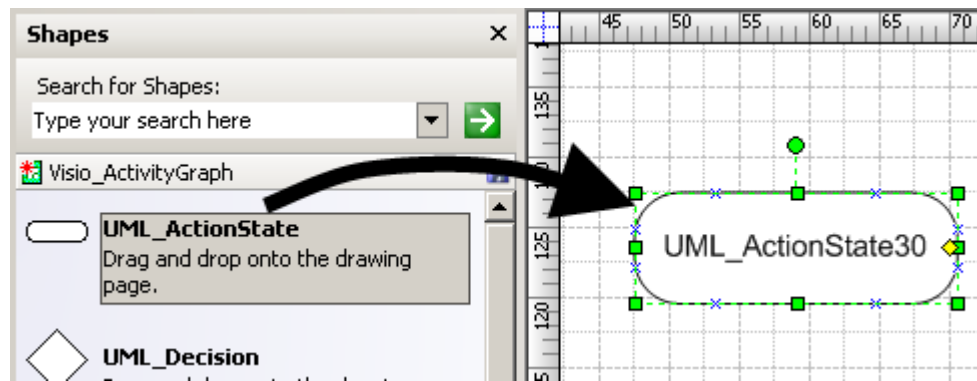 Shapes
Search for Shapes:
Type your search here
Visio_ActivityGraph
UML_ActionState
Drag and drop onto the drawing
page.
UML_Decision
45 50 55 60 65 70
135
125
120
UML_ActionState30